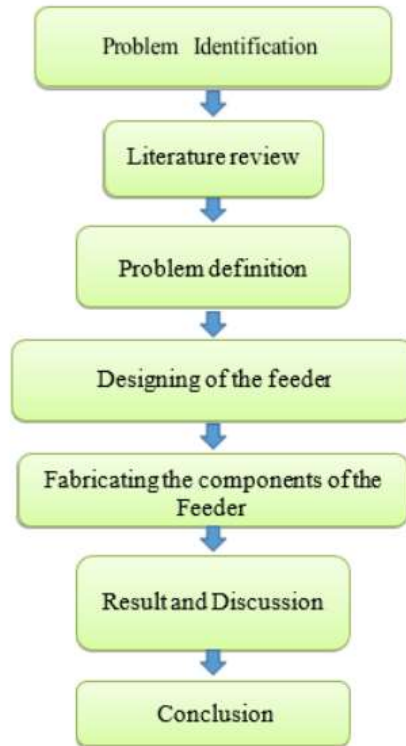 Problem Identification
Literature review
Problem definition
Designing of the feeder
Fabricating the components of the
Feeder
Result and Discussion
Conclusion